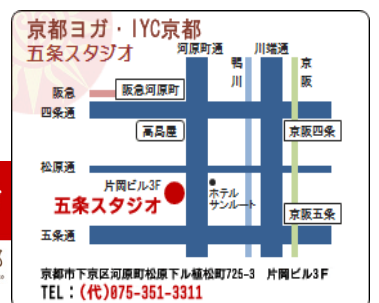 京都ヨガ・IYC京都
五条スタジオ
河原町通
川端通
鴨川
京阪
阪急
阪急河原町
四条通
高島屋
京阪四条
松原通
片岡ビル3F
五条スタジオ
ホテル
サンルート
京阪五条
五条通
京都市下京区河原町松原下ル植松町725-3 片岡ビル3F
TEL：(代)075-351-3311